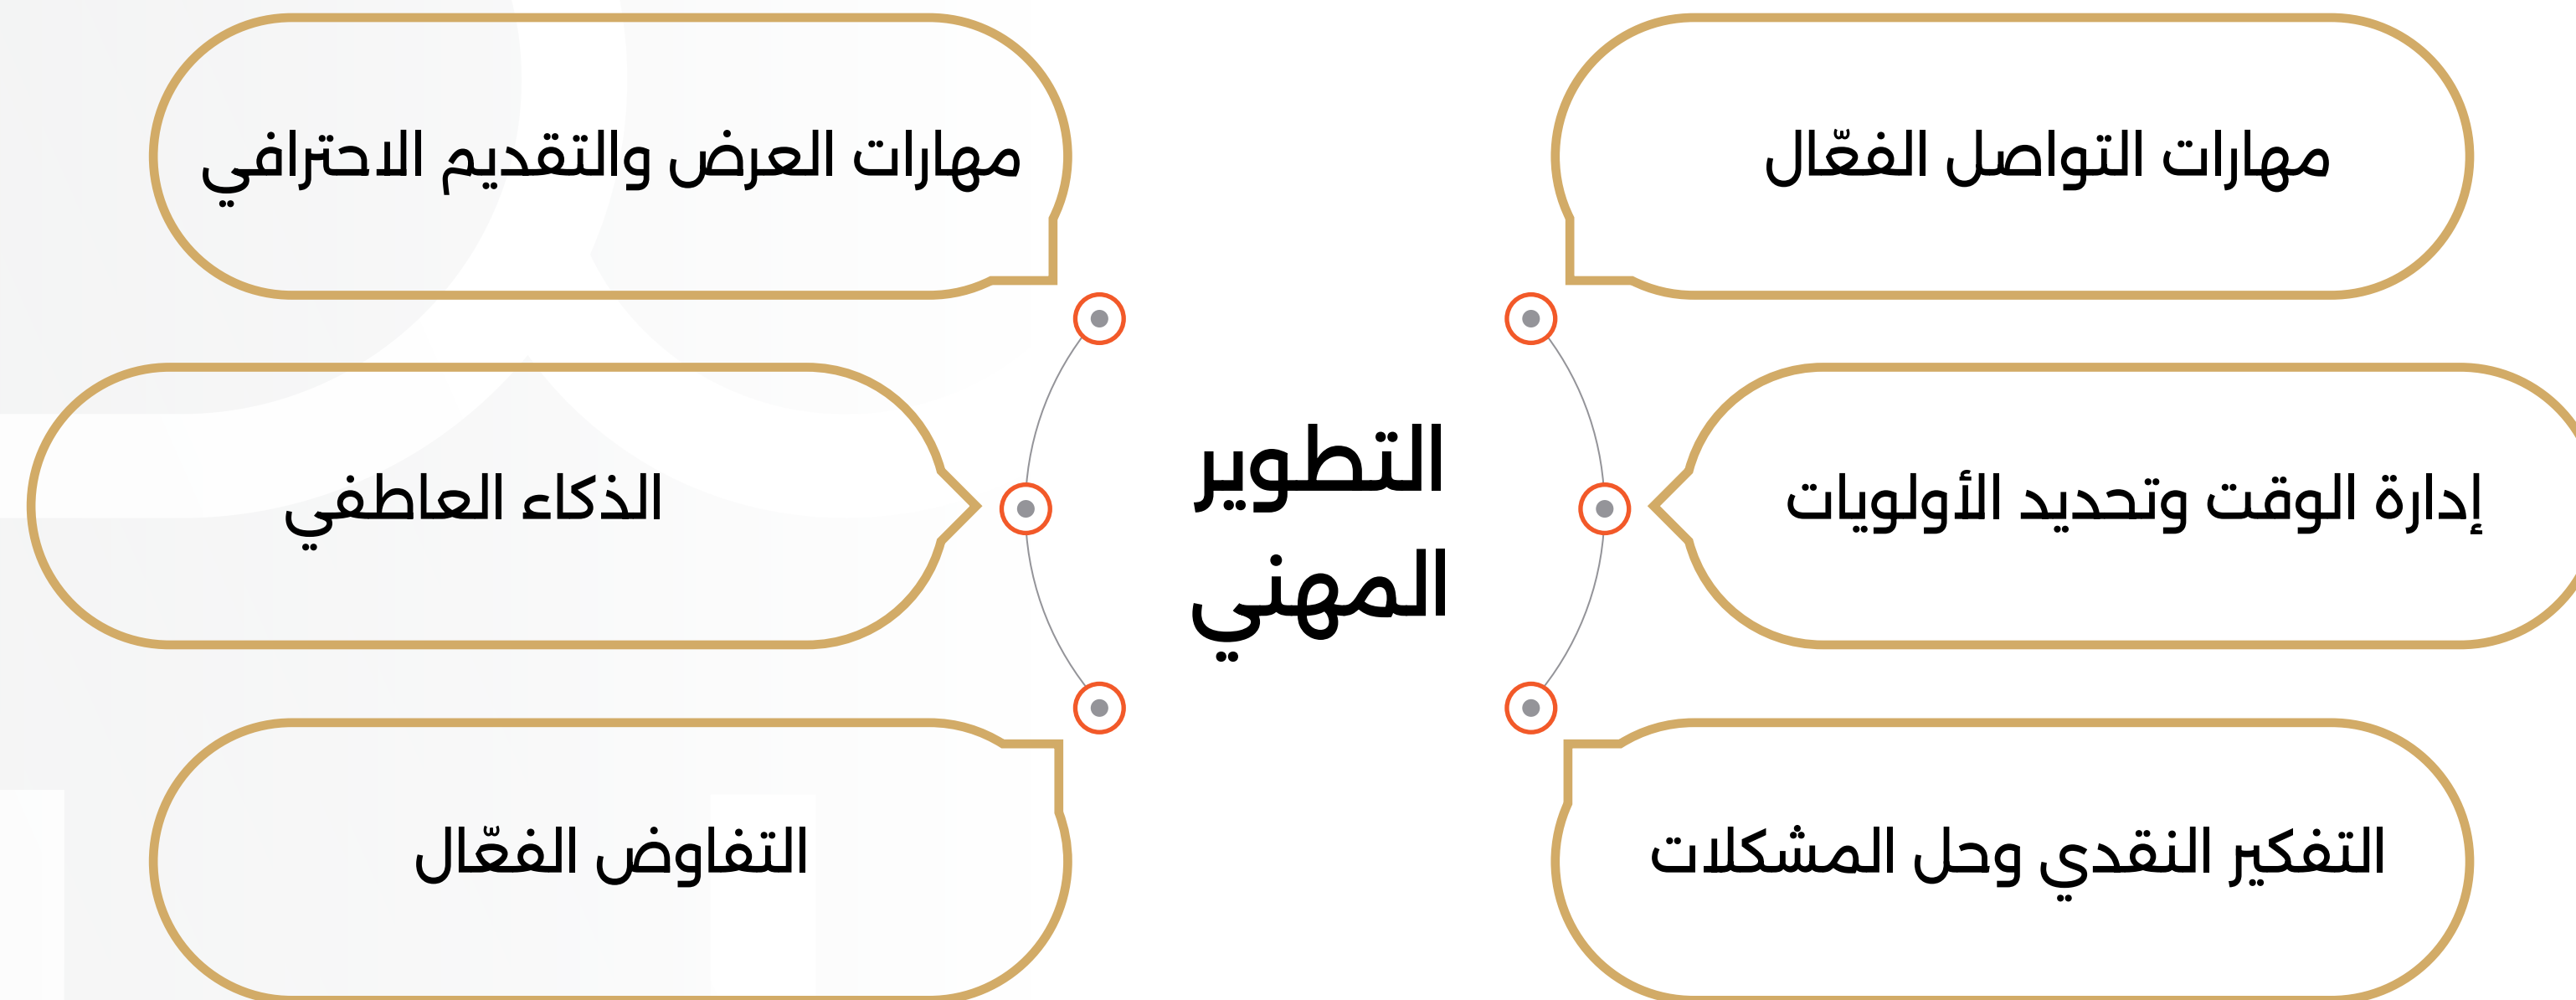 مهارات التواصل الفعّال
مهارات العرض والتقديم الاحترافي
التطوير
المهني
إدارة الوقت وتحديد الأولويات
الذكاء العاطفي
التفكير النقدي وحل المشكلات
التفاوض الفعّال